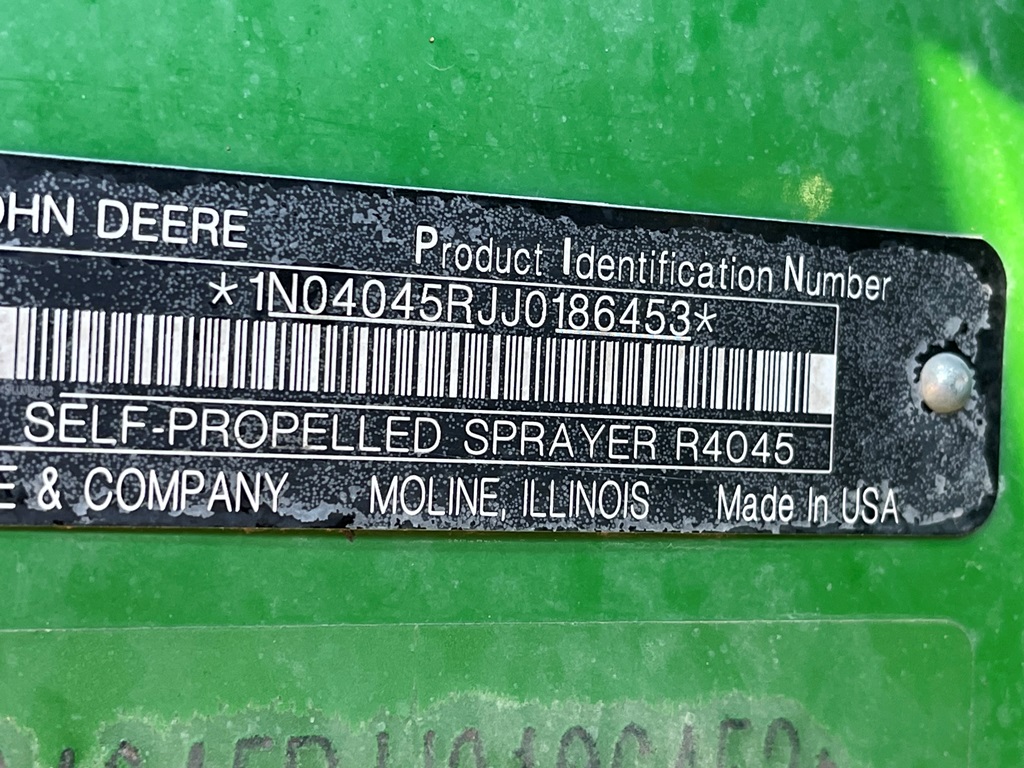 OHN DEERE
Product Identification Number
*1N04045RJJ0186453*
SELF-PROPELLED SPRAYER R4045
E & COMPANY MOLINE, ILLINOIS Made In USA